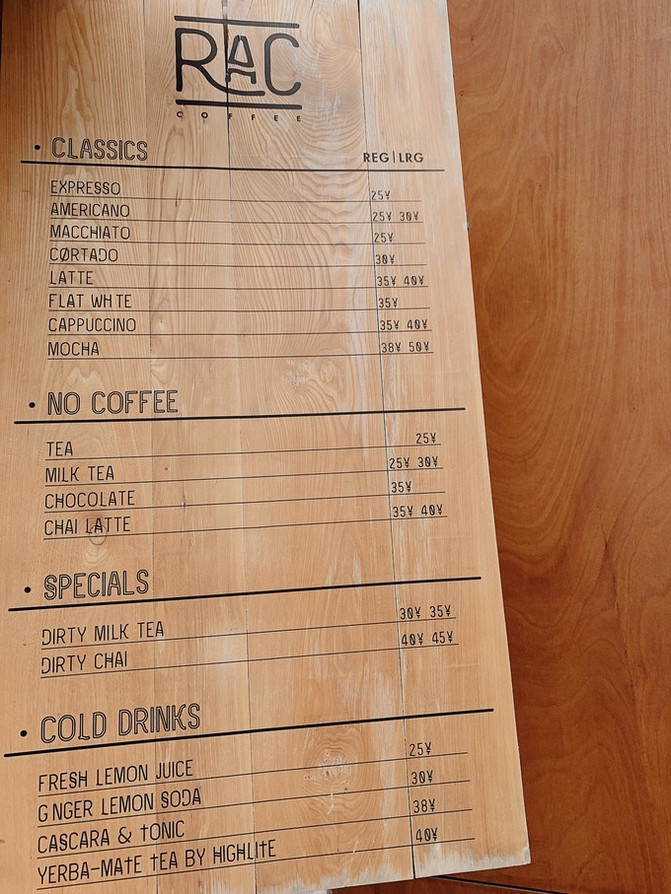 RAC
COFFEE
• CLASSICS REG|LRG
EXPRESSO 25¥
AMERICANO 25¥ 30¥
MACCHIATO 25¥
CØRTADO 30¥
LATTE 35¥ 40¥
FLAT WH TE 35¥
CAPPUCCINO 35¥ 40¥
MOCHA 38¥ 50¥
• NO COFFEE
TEA 25¥
MILK TEA 25¥ 30¥
CHOCOLATE 35¥
CHAI LATTE 35¥ 40¥
• SPECIALS
DIRTY MILK TEA 30¥ 35¥
DIRTY CHAI 40¥ 45¥
• COLD DRINKS
FRESH LEMON JUICE 25¥
G NGER LEMON SODA 30¥
CASCARA & TONIC 38¥
YERBA-MATE TEA BY HIGHLITE 40¥